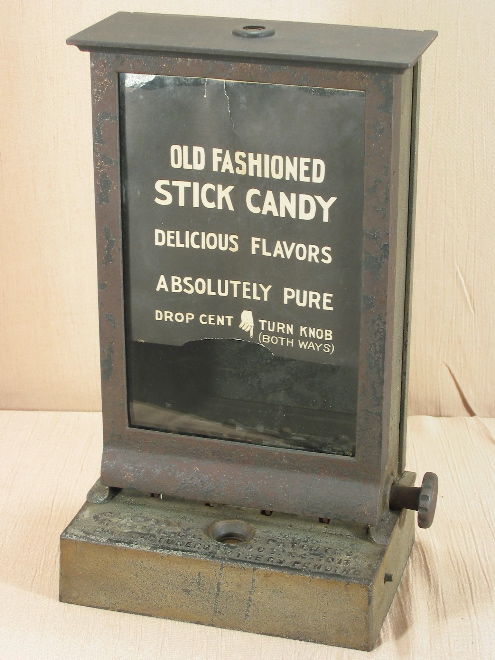 OLD FASHIONED
STICK CANDY
DELICIOUS FLAVORS
ABSOLUTELY PURE
DROP CENT TURN KNOB
(BOTH WAYS)